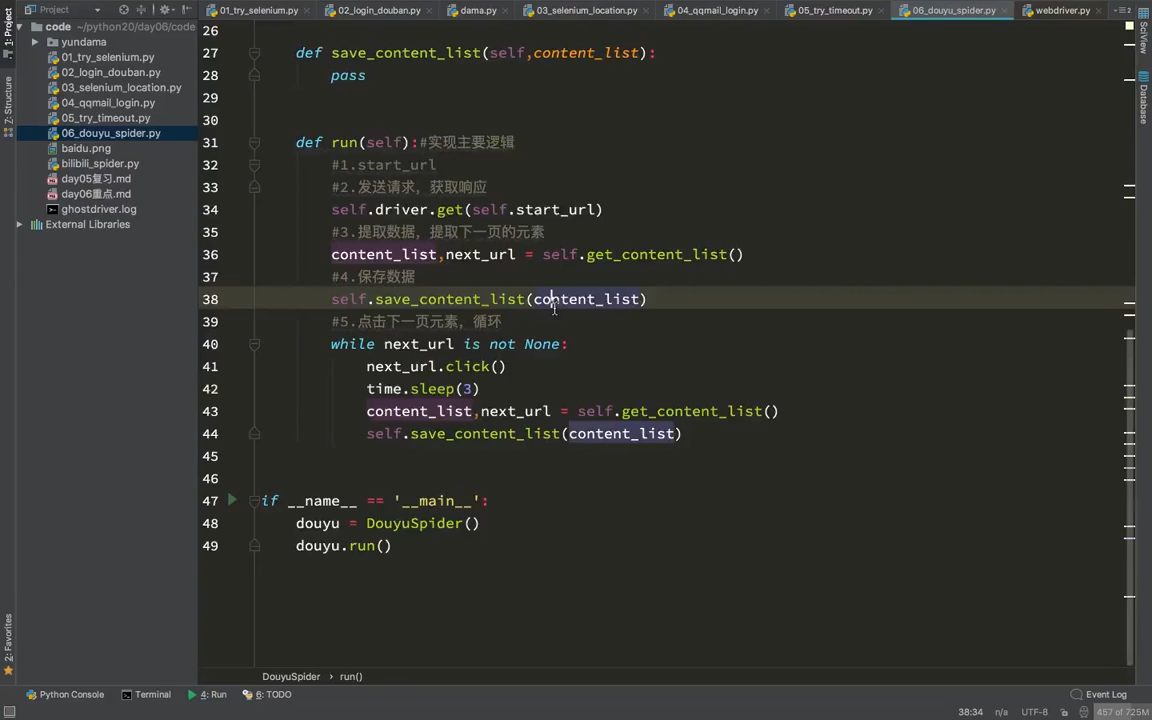 Project
01_try_selenium.py
02_login_douban.py
dama.py
03_selenium_location.py
04_qqmail_login.py
05_try_timeout.py
06_douyu_spider.py
webdriver.py
1: Project
Z: Structure
2: Favorites
SciView
Database
code ~/python20/day06/code
yundama
01_try_selenium.py
02_login_douban.py
03_selenium_location.py
04_qqmail_login.py
05_try_timeout.py
06_douyu_spider.py
baidu.png
bilibili_spider.py
day05复习.md
day06重点.md
ghostdriver.log
External Libraries
26
27 def save_content_list(self,content_list):
28 pass
29
30
31 def run(self):#实现主要逻辑
32 #1.start_url
33 #2.发送请求，获取响应
34 self.driver.get(self.start_url)
35 #3.提取数据，提取下一页的元素
36 content_list,next_url = self.get_content_list()
37 #4.保存数据
38 self.save_content_list(content_list)
39 #5.点击下一页元素，循环
40 while next_url is not None:
41 next_url.click()
42 time.sleep(3)
43 content_list,next_url = self.get_content_list()
44 self.save_content_list(content_list)
45
46
47 if __name__ == '__main__':
48 douyu = DouyuSpider()
49 douyu.run()
DouyuSpider › run()
Python Console
Terminal
4: Run
6: TODO
Event Log
38:34 n/a UTF-8 457 of 725M